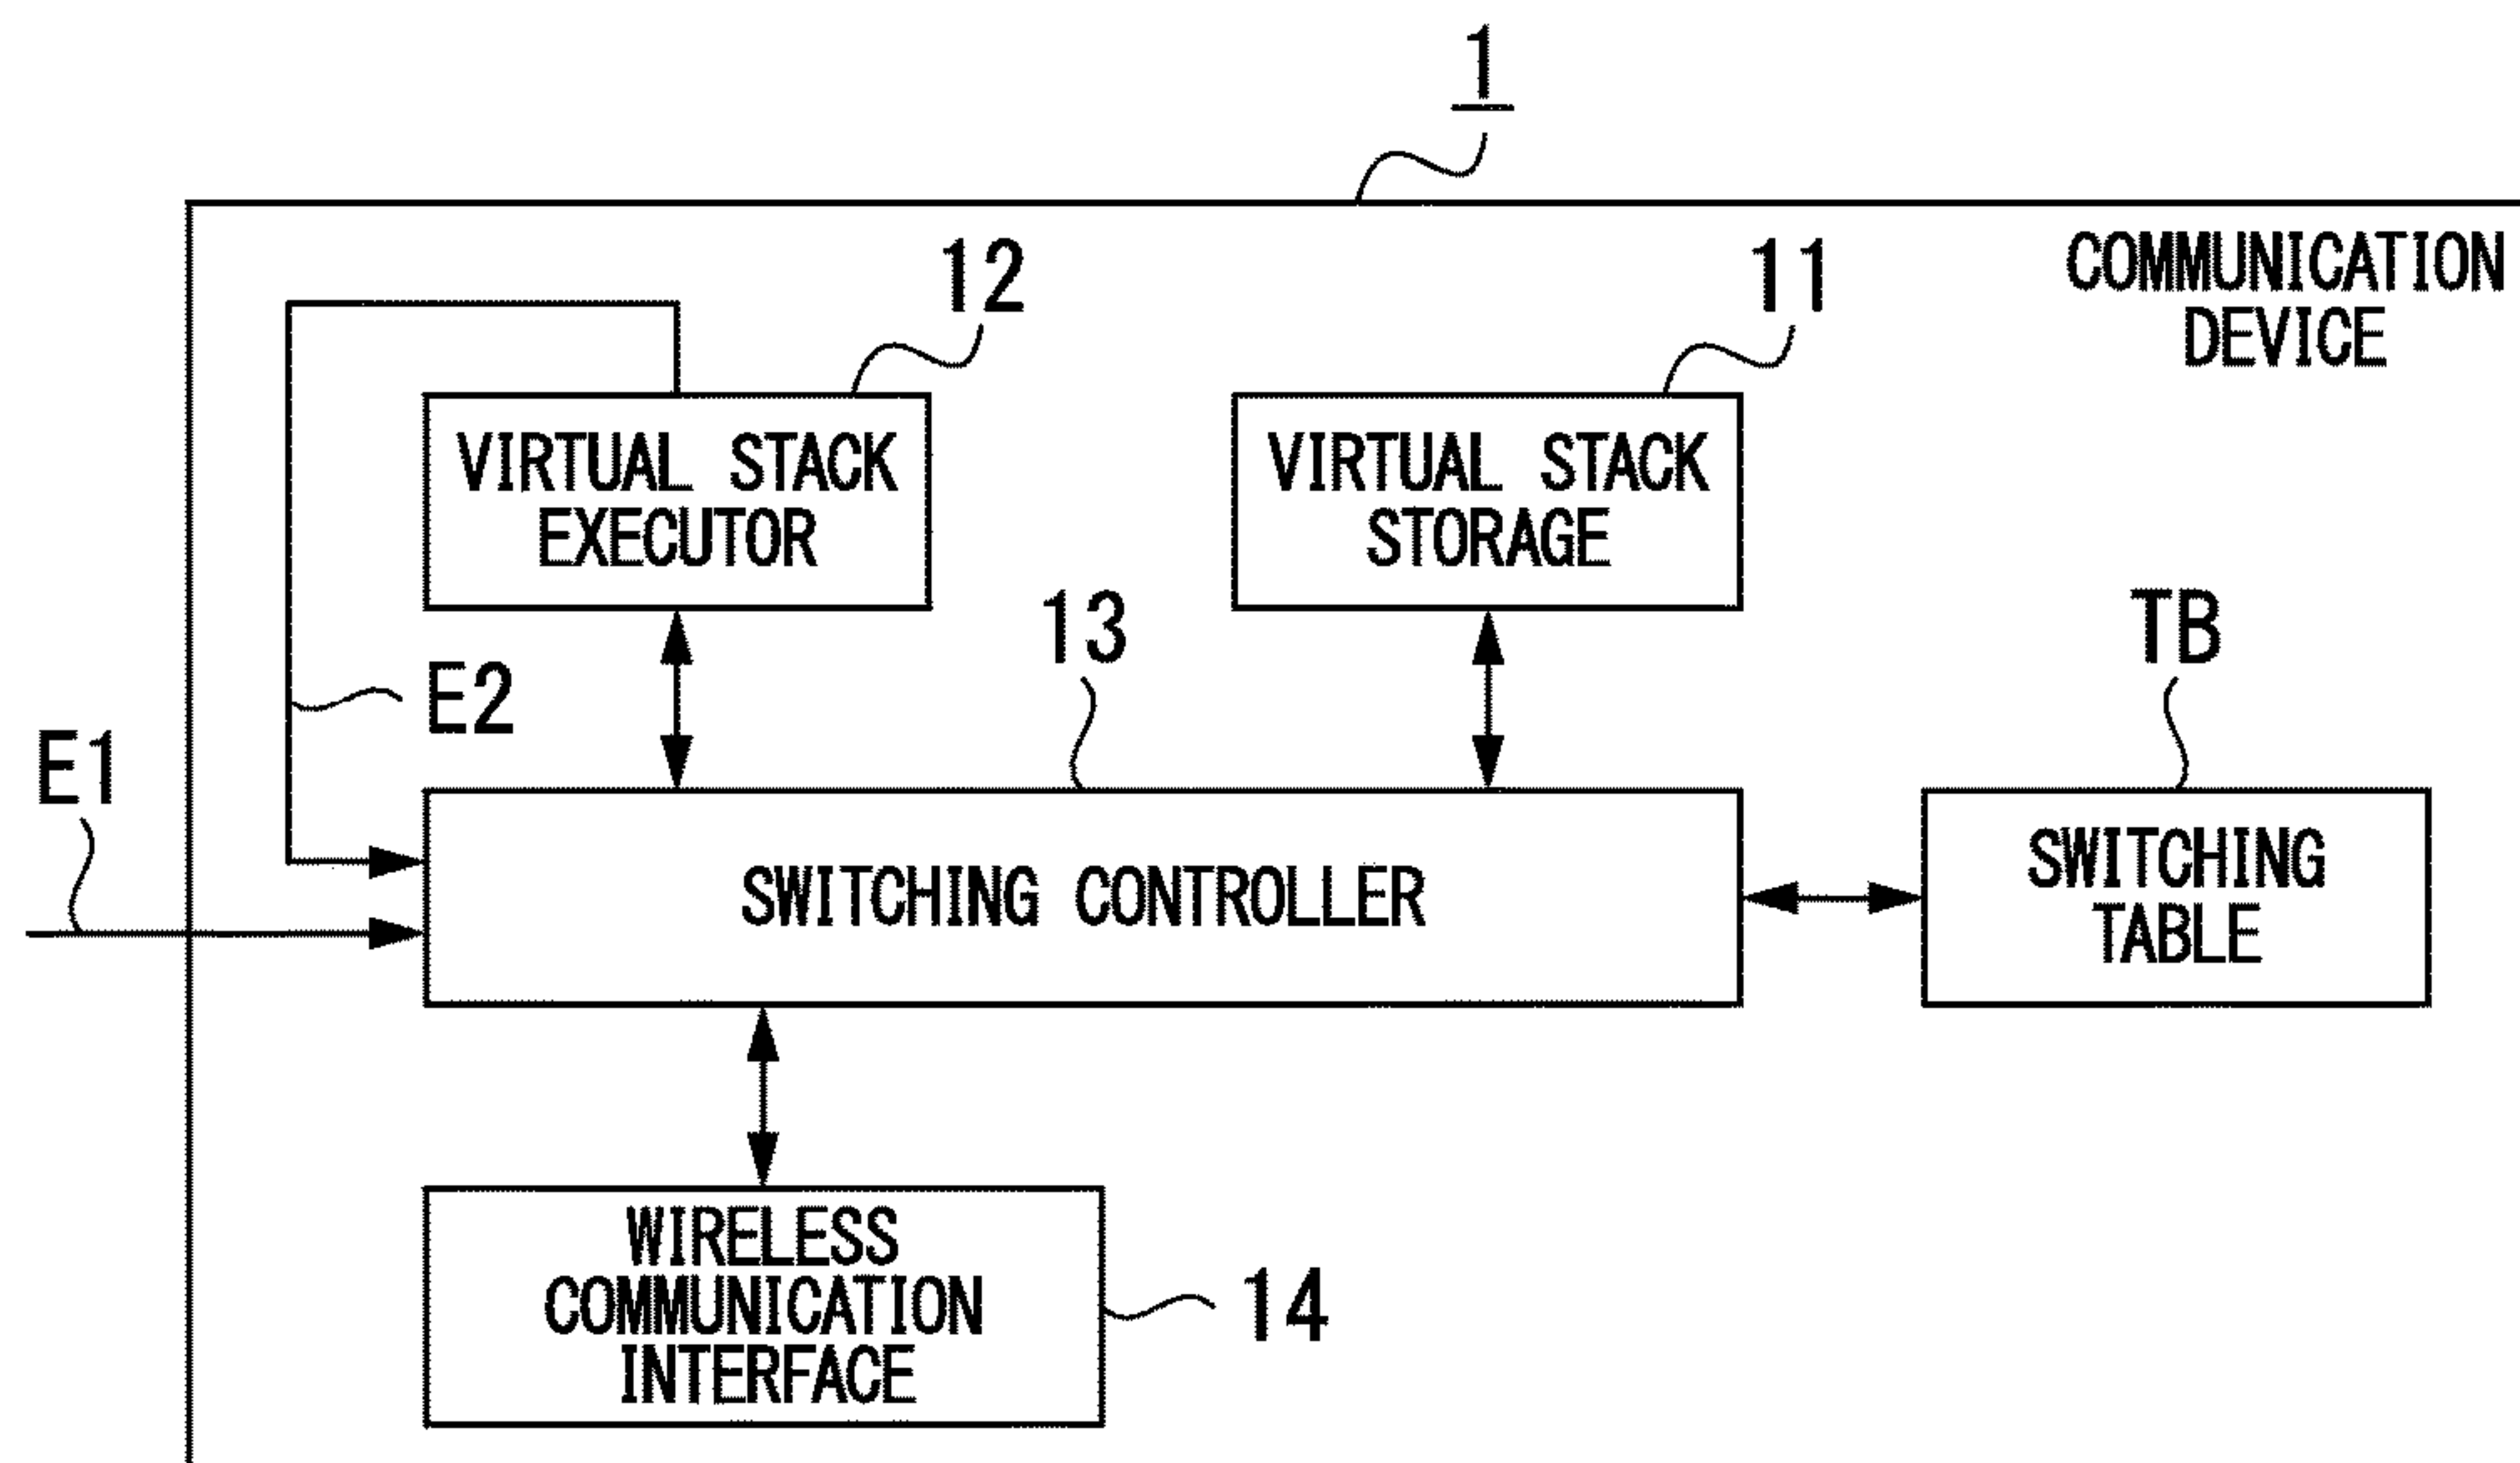 1
COMMUNICATION
DEVICE
12
11
VIRTUAL STACK
EXECUTOR
VIRTUAL STACK
STORAGE
13
TB
E2
E1
SWITCHING CONTROLLER
SWITCHING
TABLE
WIRELESS
COMMUNICATION
INTERFACE
14